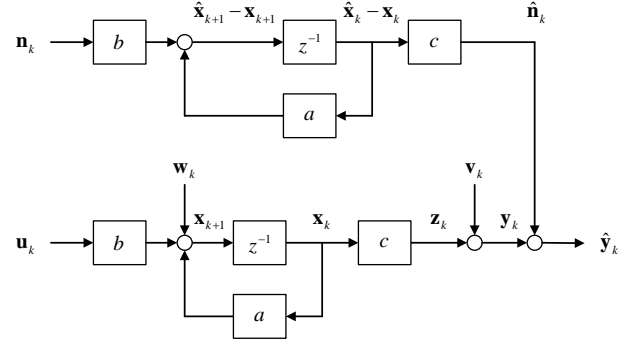 x̂ₖ₊₁ − xₖ₊₁ x̂ₖ − xₖ n̂ₖ
nₖ b z⁻¹ c
a
wₖ vₖ
xₖ₊₁ xₖ zₖ yₖ
uₖ b z⁻¹ c ŷₖ
a